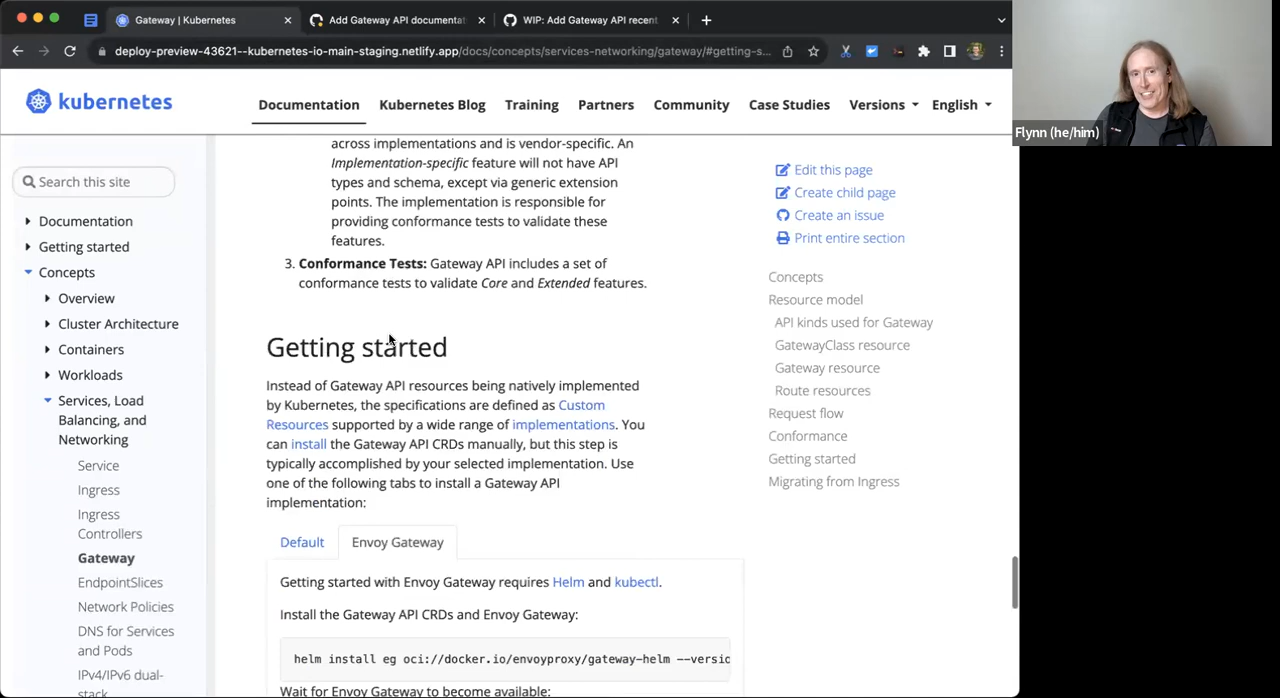 Gateway | Kubernetes
Add Gateway API documentat
WIP: Add Gateway API recent
deploy-preview-43621--kubernetes-io-main-staging.netlify.app/docs/concepts/services-networking/gateway/#getting-s...
kubernetes
Documentation
Kubernetes Blog
Training
Partners
Community
Case Studies
Versions
English
Flynn (he/him)
Search this site
Documentation
Getting started
Concepts
Overview
Cluster Architecture
Containers
Workloads
Services, Load
Balancing, and
Networking
Service
Ingress
Ingress
Controllers
Gateway
EndpointSlices
Network Policies
DNS for Services
and Pods
IPv4/IPv6 dual-
stack
across implementations and is vendor-specific. An
Implementation-specific feature will not have API
types and schema, except via generic extension
points. The implementation is responsible for
providing conformance tests to validate these
features.
3. Conformance Tests: Gateway API includes a set of
conformance tests to validate Core and Extended features.
Getting started
Instead of Gateway API resources being natively implemented
by Kubernetes, the specifications are defined as Custom
Resources supported by a wide range of implementations. You
can install the Gateway API CRDs manually, but this step is
typically accomplished by your selected implementation. Use
one of the following tabs to install a Gateway API
implementation:
Default
Envoy Gateway
Getting started with Envoy Gateway requires Helm and kubectl.
Install the Gateway API CRDs and Envoy Gateway:
helm install eg oci://docker.io/envoyproxy/gateway-helm --versio
Wait for Envoy Gateway to become available:
Edit this page
Create child page
Create an issue
Print entire section
Concepts
Resource model
API kinds used for Gateway
GatewayClass resource
Gateway resource
Route resources
Request flow
Conformance
Getting started
Migrating from Ingress